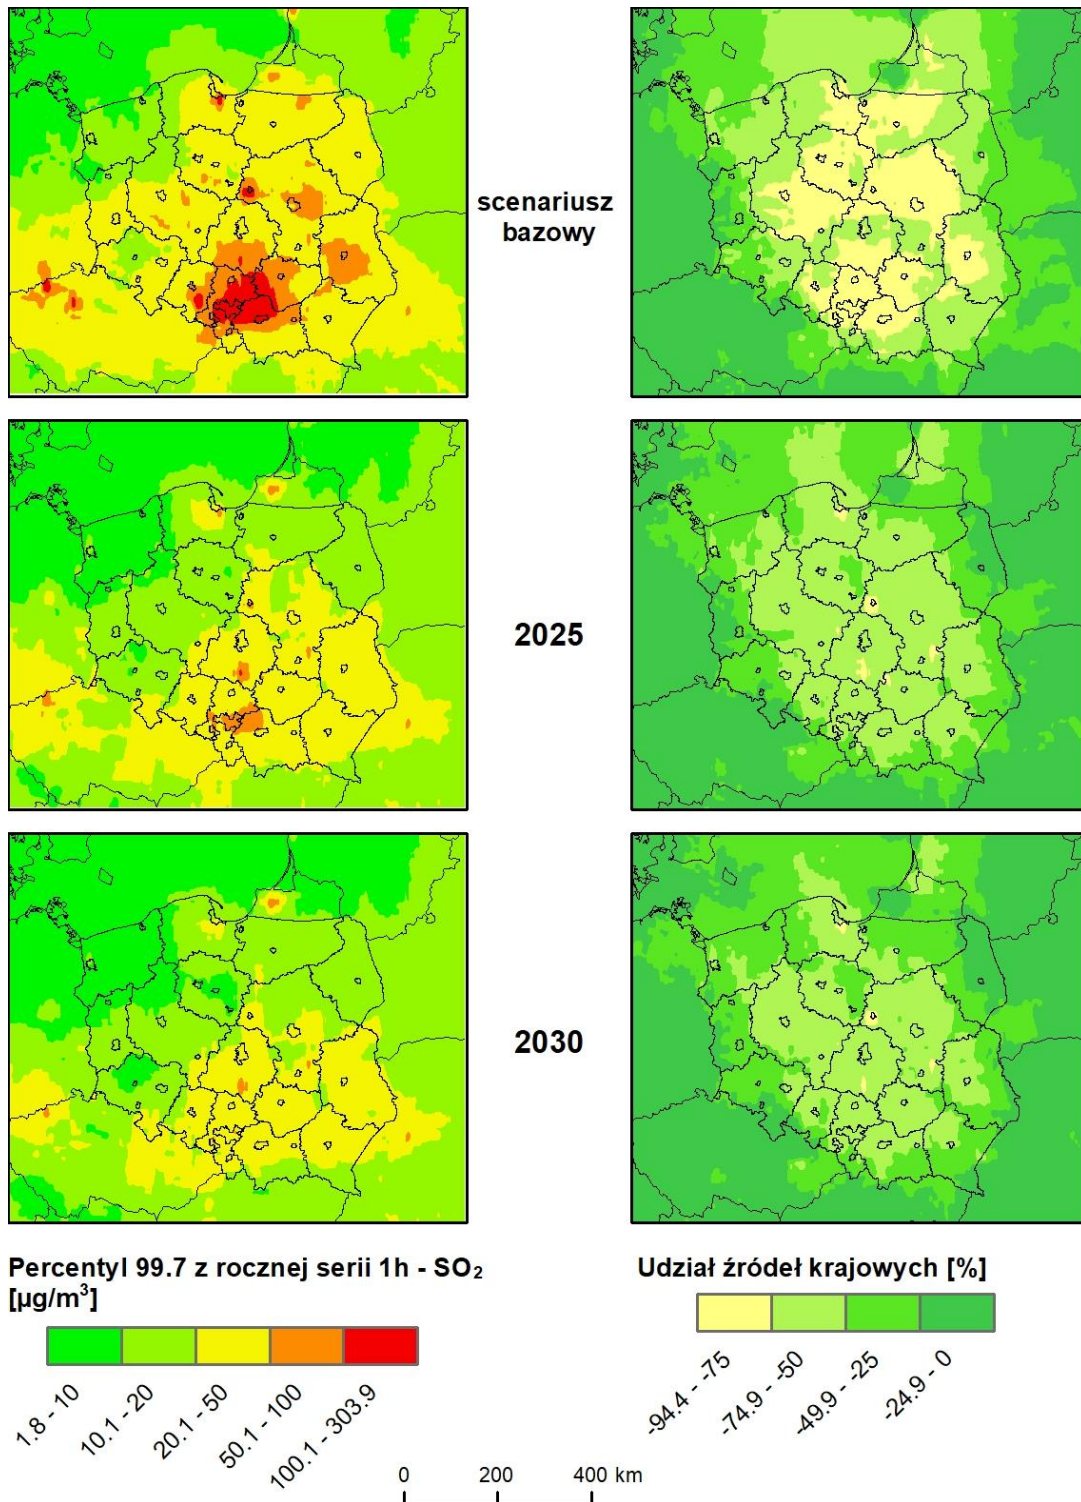 scenariusz
bazowy
2025
2030
Percentyl 99.7 z rocznej serii 1h - SO₂
[µg/m³]
1.8 - 10
10.1 - 20
20.1 - 50
50.1 - 100
100.1 - 303.9
Udział źródeł krajowych [%]
-94.4 - -75
-74.9 - -50
-49.9 - -25
-24.9 - 0
0 200 400 km